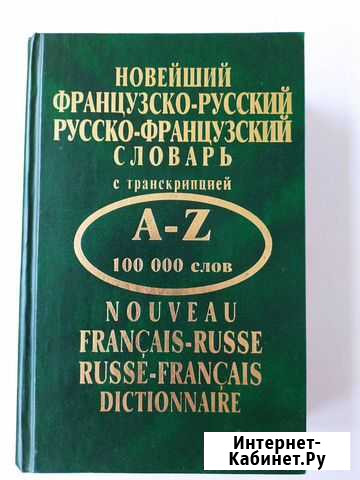 НОВЕЙШИЙ
ФРАНЦУЗСКО-РУССКИЙ
РУССКО-ФРАНЦУЗСКИЙ
СЛОВАРЬ
с транскрипцией
A-Z
100 000 слов
NOUVEAU
FRANÇAIS-RUSSE
RUSSE-FRANÇAIS
DICTIONNAIRE
Интернет-
Кабинет.Ру